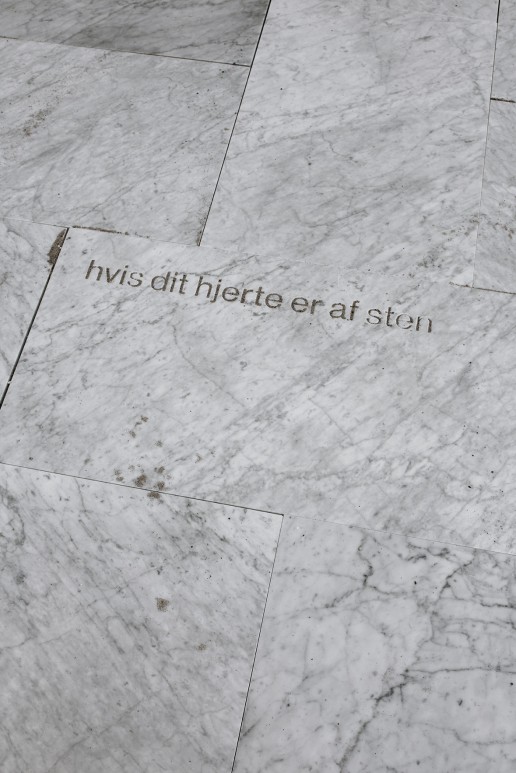 hvis dit hjerte er af sten